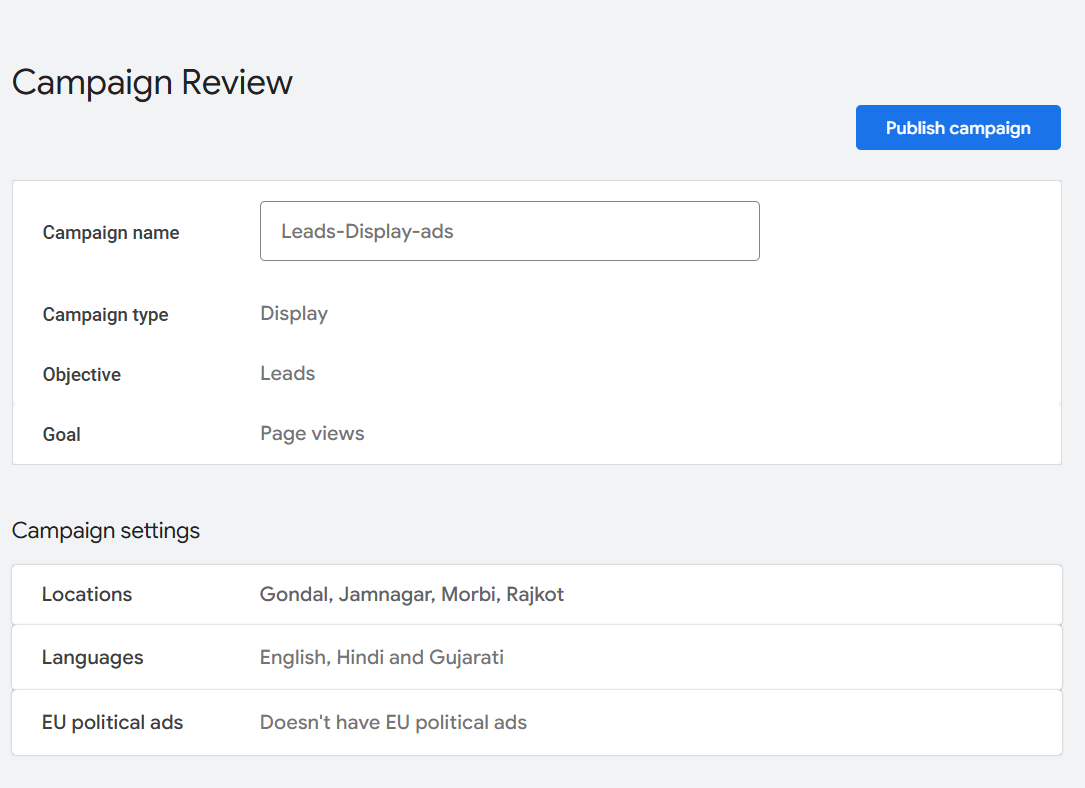 Campaign Review
Publish campaign
Campaign name Leads-Display-ads
Campaign type Display
Objective Leads
Goal Page views
Campaign settings
Locations Gondal, Jamnagar, Morbi, Rajkot
Languages English, Hindi and Gujarati
EU political ads Doesn't have EU political ads